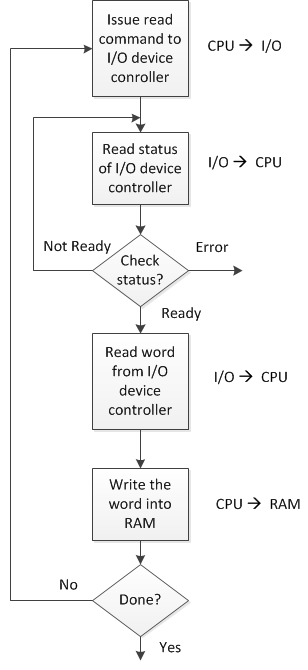 Issue read
command to
I/O device
conroller
CPU → I/O
Read status
of I/O device
controller
I/O → CPU
Not Ready
Check
status?
Error
Ready
Read word
from I/O
device
controller
I/O → CPU
Write the
word into
RAM
CPU → RAM
No
Done?
Yes